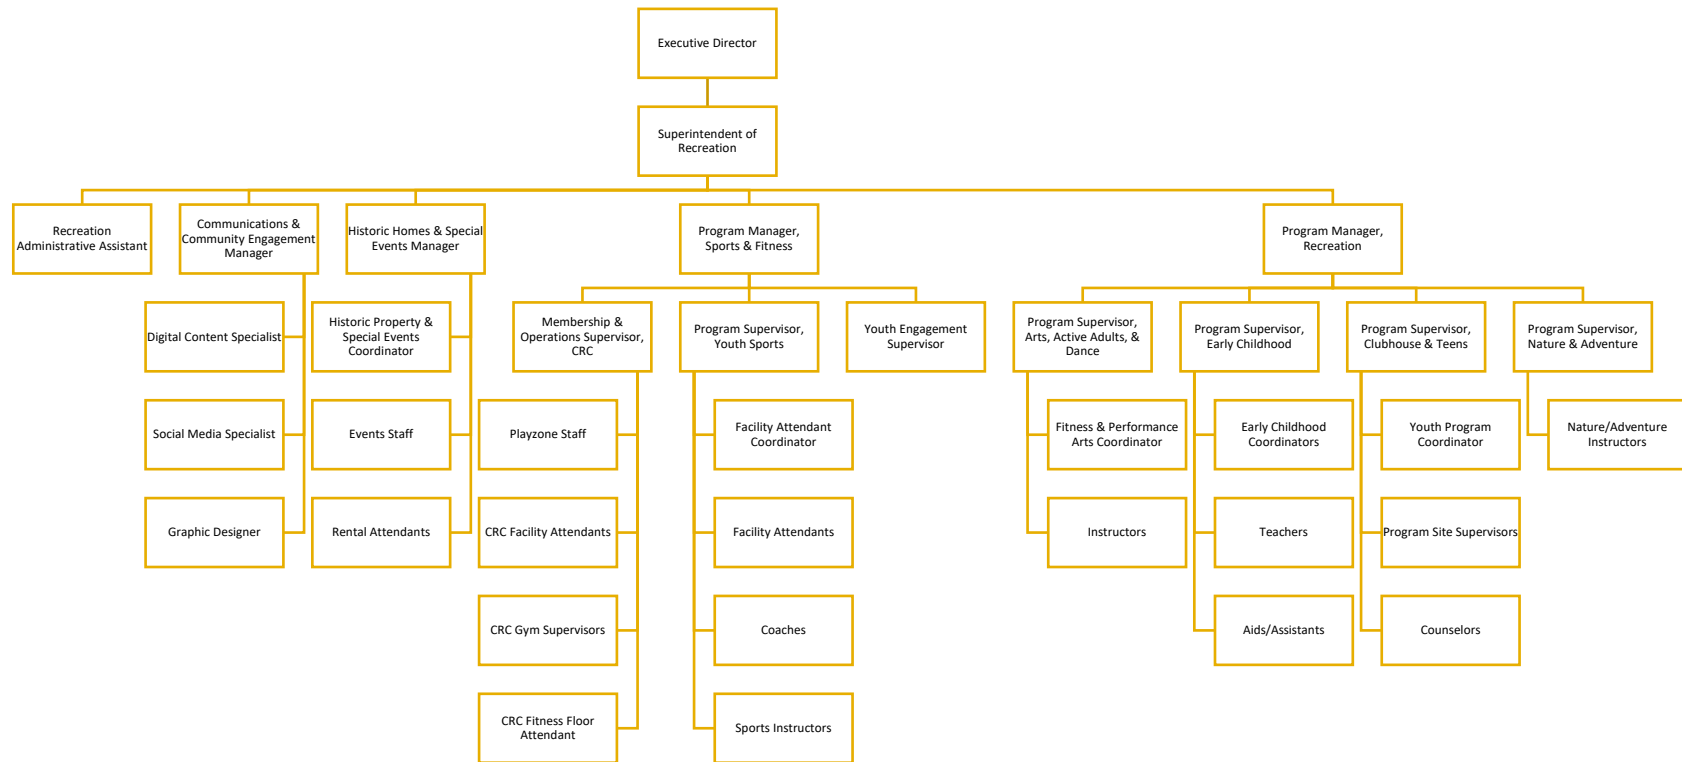 Executive Director
Superintendent of
Recreation
Recreation
Administrative Assistant
Communications &
Community Engagement
Manager
Historic Homes & Special
Events Manager
Program Manager,
Sports & Fitness
Program Manager,
Recreation
Digital Content Specialist
Historic Property &
Special Events
Coordinator
Membership &
Operations Supervisor,
CRC
Program Supervisor,
Youth Sports
Youth Engagement
Supervisor
Program Supervisor,
Arts, Active Adults, &
Dance
Program Supervisor,
Early Childhood
Program Supervisor,
Clubhouse & Teens
Program Supervisor,
Nature & Adventure
Social Media Specialist
Events Staff
Playzone Staff
Facility Attendant
Coordinator
Fitness & Performance
Arts Coordinator
Early Childhood
Coordinators
Youth Program
Coordinator
Nature/Adventure
Instructors
Graphic Designer
Rental Attendants
CRC Facility Attendants
Facility Attendants
Instructors
Teachers
Program Site Supervisors
CRC Gym Supervisors
Coaches
Aids/Assistants
Counselors
CRC Fitness Floor
Attendant
Sports Instructors